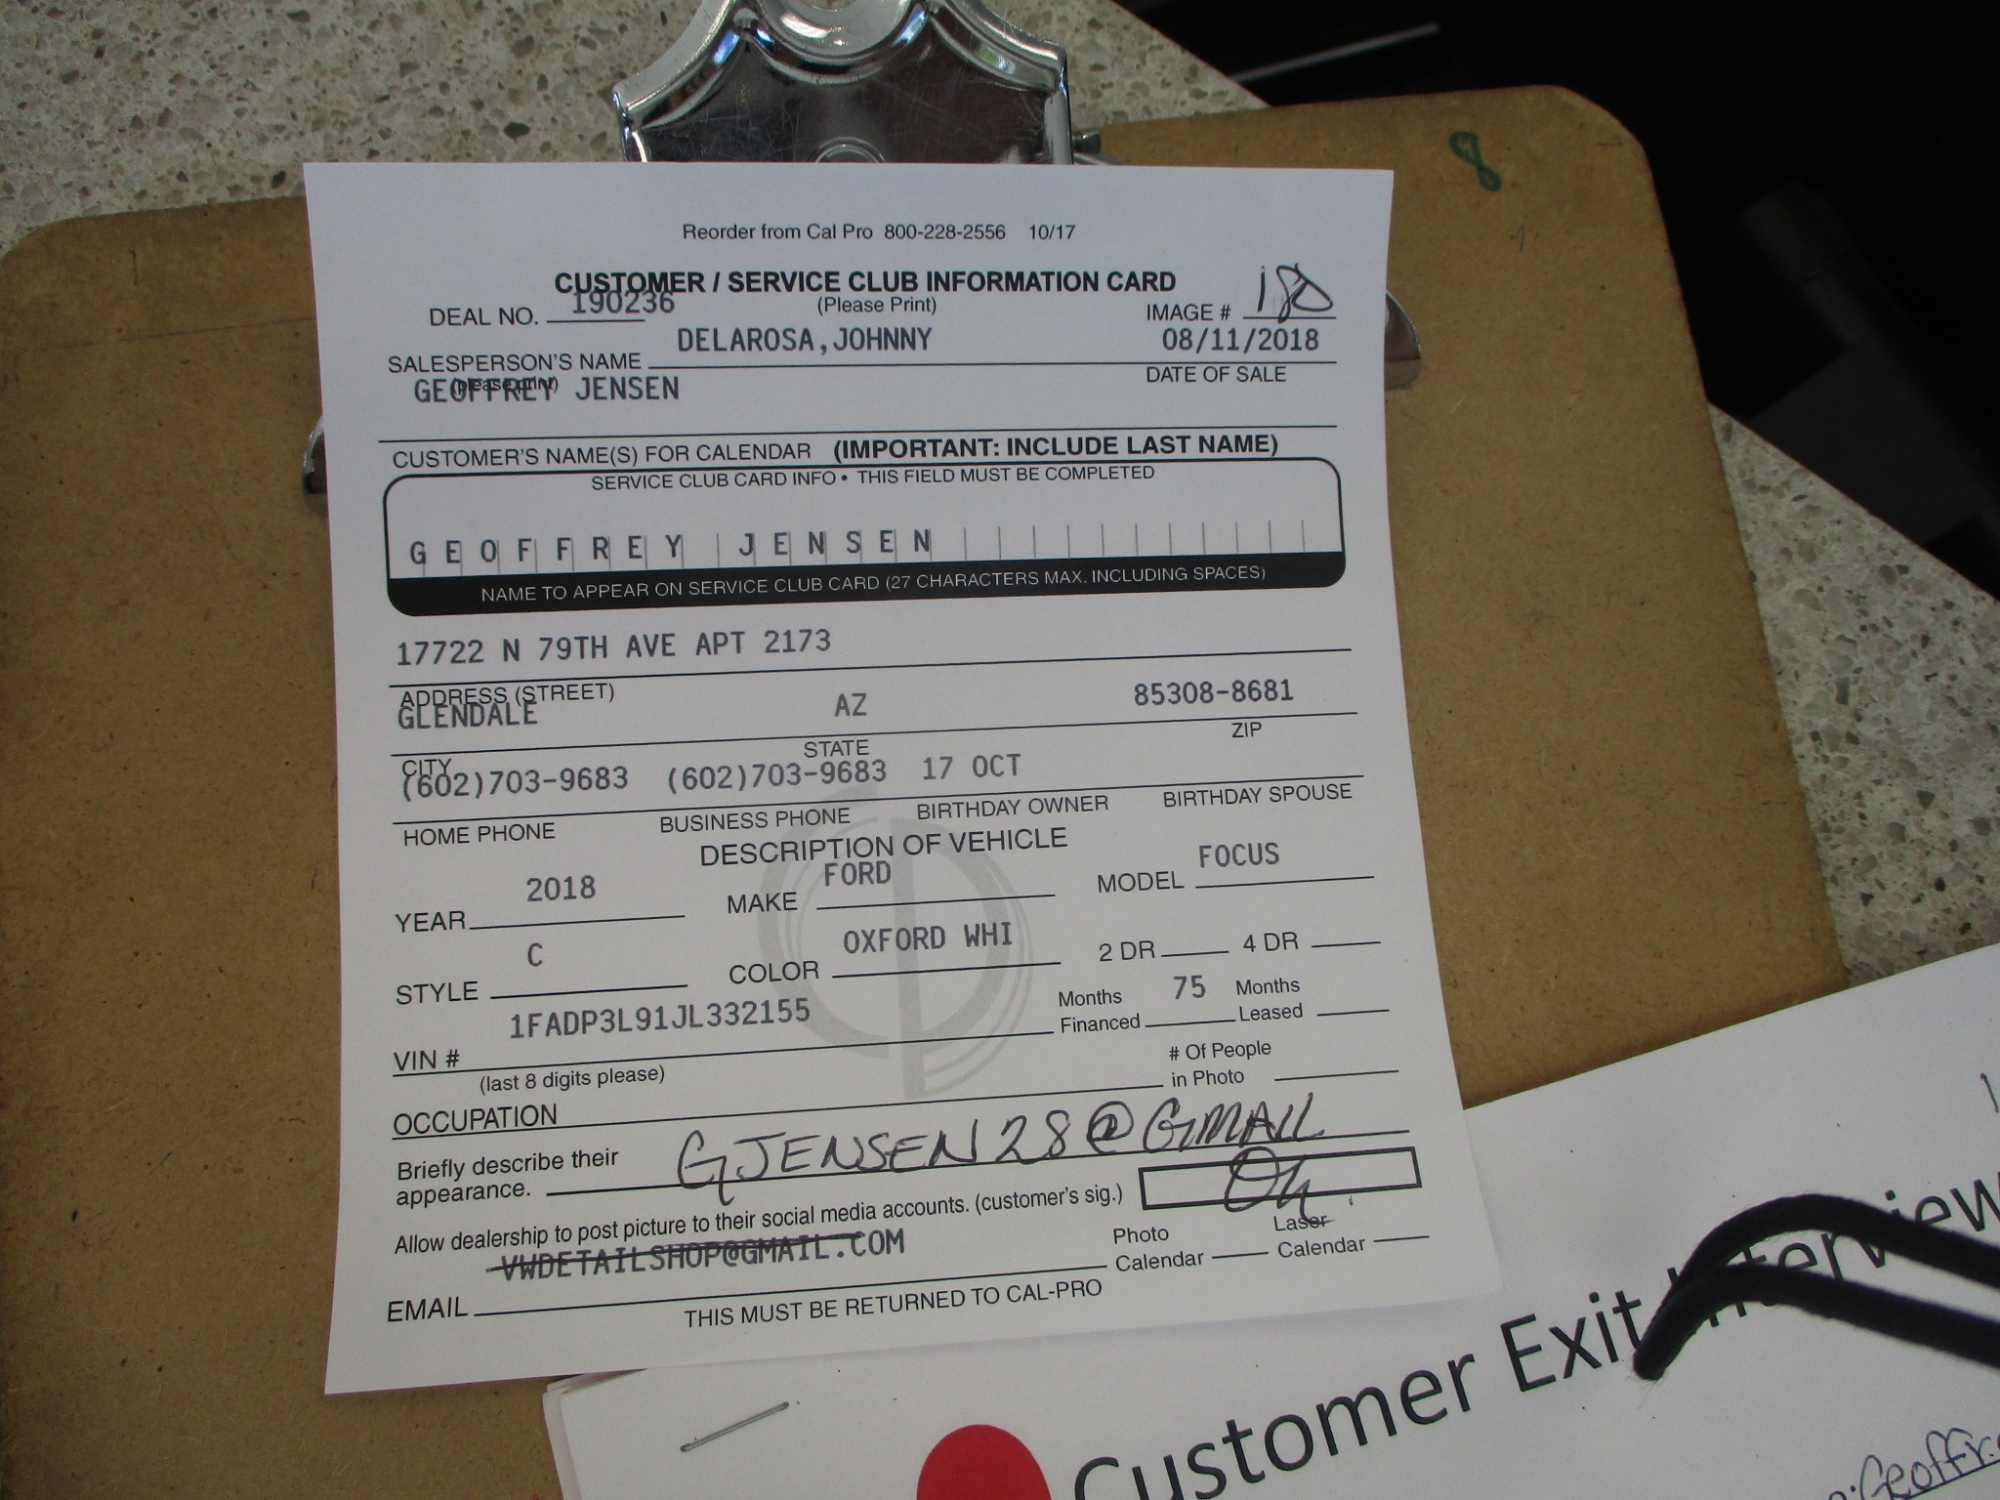 8
Reorder from Cal Pro 800-228-2556 10/17
CUSTOMER / SERVICE CLUB INFORMATION CARD
DEAL NO. 190236 (Please Print) IMAGE # 180
SALESPERSON'S NAME DELAROSA,JOHNNY 08/11/2018
(please print) DATE OF SALE
GEOFFREY JENSEN
CUSTOMER'S NAME(S) FOR CALENDAR (IMPORTANT: INCLUDE LAST NAME)
SERVICE CLUB CARD INFO • THIS FIELD MUST BE COMPLETED
GEOFFREY JENSEN
NAME TO APPEAR ON SERVICE CLUB CARD (27 CHARACTERS MAX. INCLUDING SPACES)
17722 N 79TH AVE APT 2173
ADDRESS (STREET)
GLENDALE AZ 85308-8681
CITY STATE ZIP
(602)703-9683 (602)703-9683 17 OCT
HOME PHONE BUSINESS PHONE BIRTHDAY OWNER BIRTHDAY SPOUSE
DESCRIPTION OF VEHICLE
YEAR 2018 MAKE FORD MODEL FOCUS
STYLE C COLOR OXFORD WHI 2 DR 4 DR
VIN # 1FADP3L91JL332155 Months Financed 75 Months Leased
(last 8 digits please) # Of People in Photo
OCCUPATION
Briefly describe their appearance. GJENSEN28@GMAIL
Allow dealership to post picture to their social media accounts. (customer's sig.)
VWDETAILSHOP@GMAIL.COM Photo Calendar Laser Calendar
EMAIL
THIS MUST BE RETURNED TO CAL-PRO
Customer Exit Interview